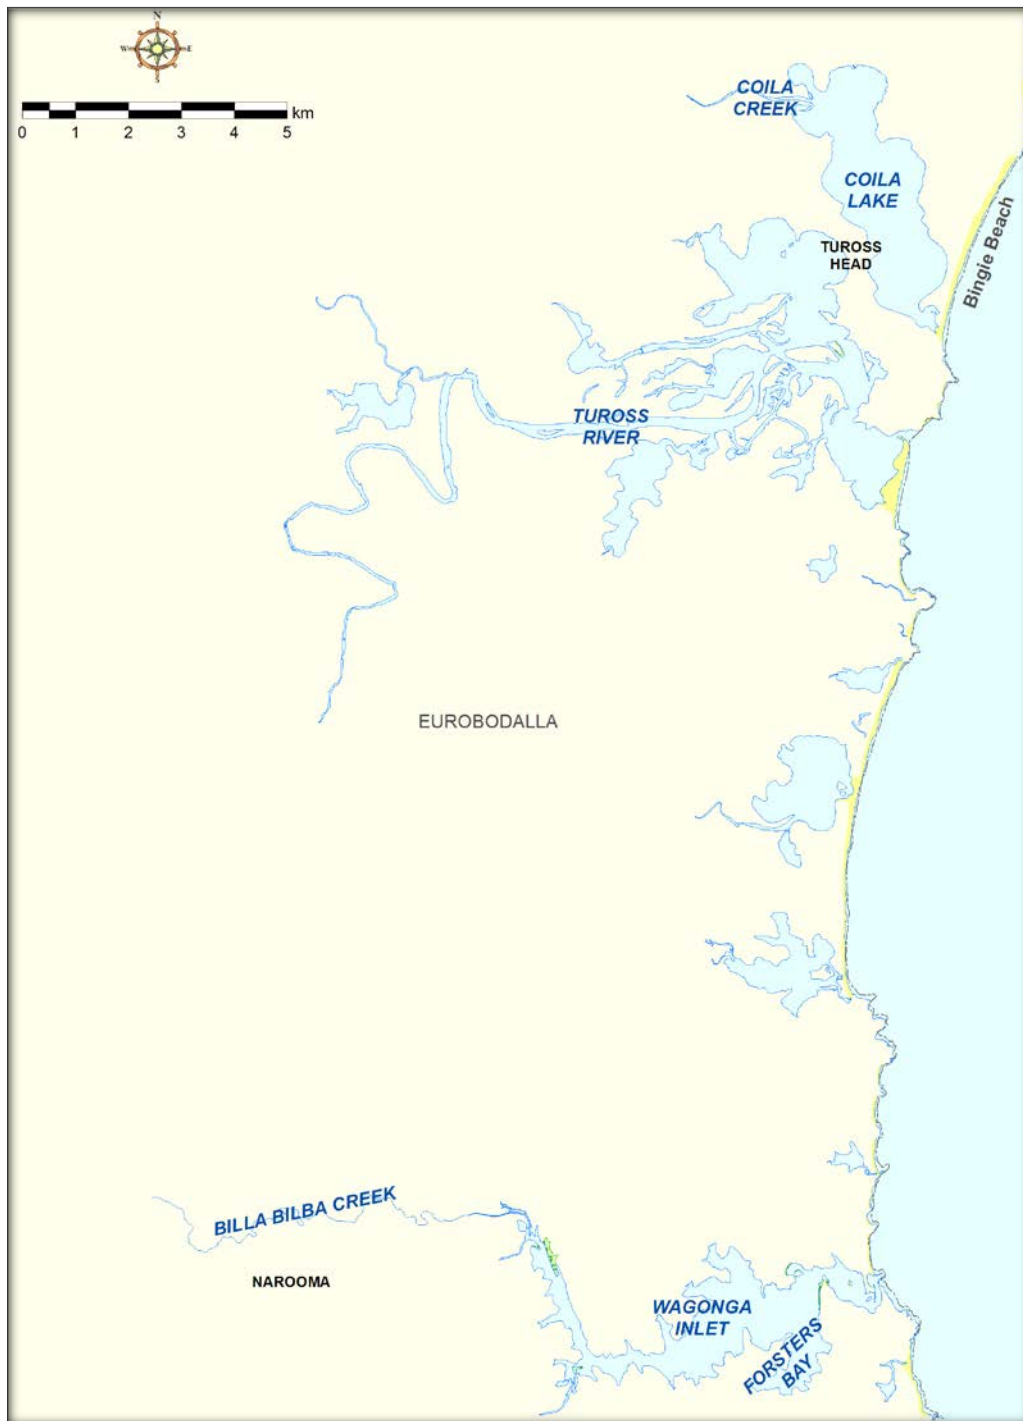 N
W E
S
km
0 1 2 3 4 5
COILA
CREEK
COILA
LAKE
TUROSS
HEAD
Bingie Beach
TUROSS
RIVER
EUROBODALLA
BILLA BILBA CREEK
NAROOMA
WAGONGA
INLET
FORSTERS
BAY